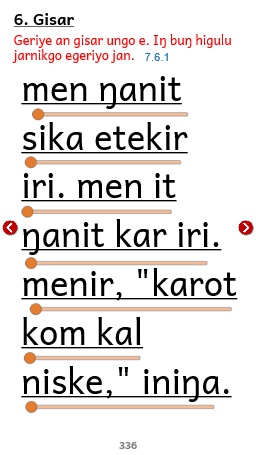 6. Gisar
Geriye an gisar ungo e. Iŋ buŋ higulu
jarnikgo egeriyo jan. 7.6.1
men ŋanit
sika etekir
iri. men it
ŋanit kar iri.
menir, "karot
kom kal
niske," iniŋa.
336